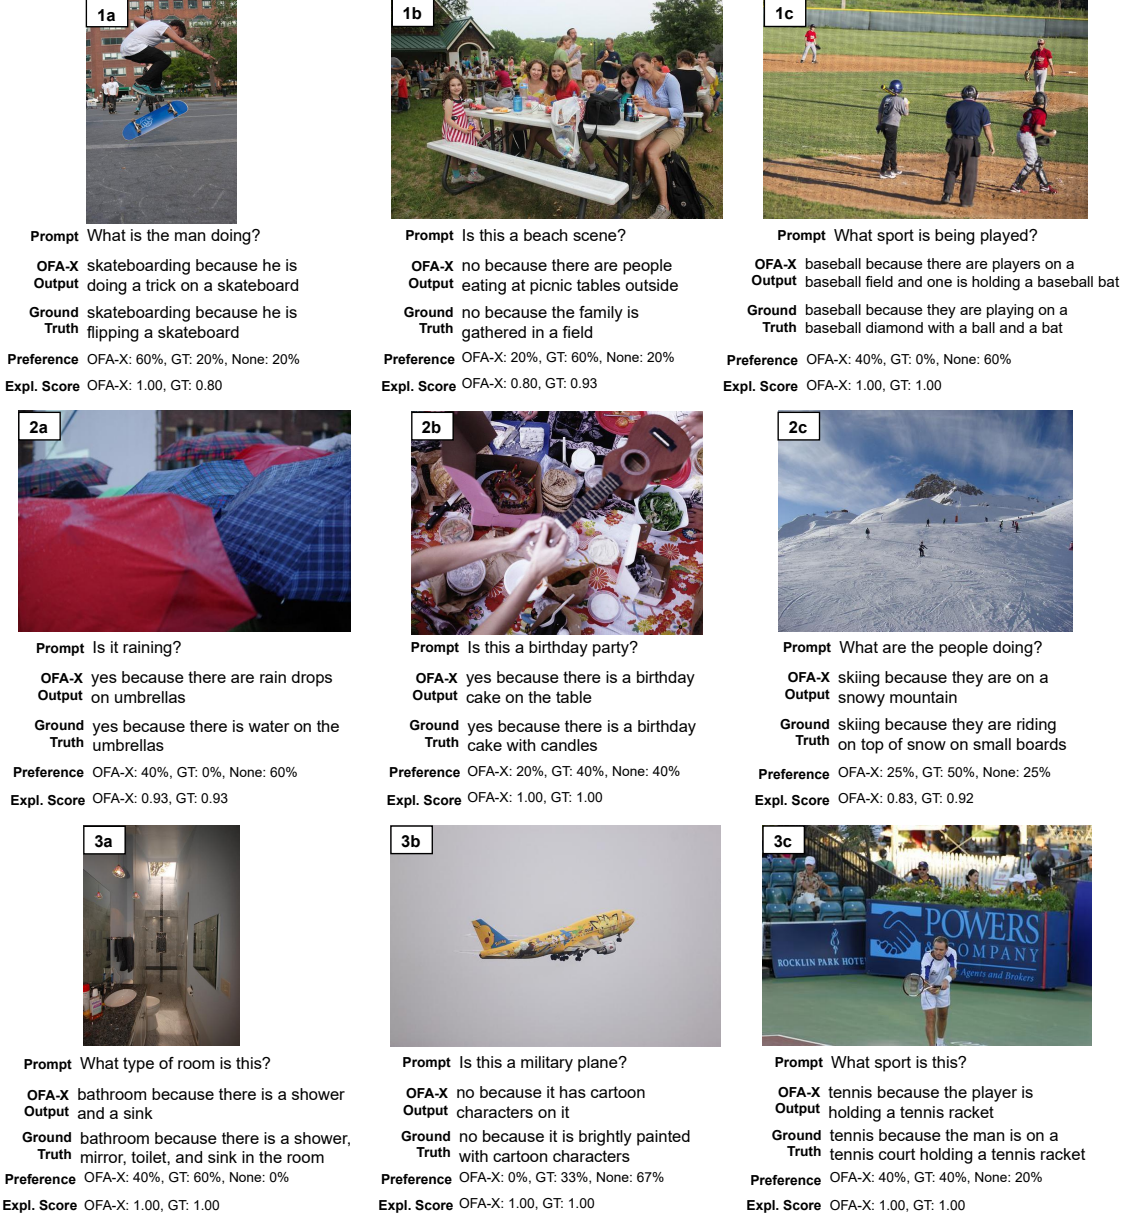 1a
Prompt What is the man doing?
OFA-X Output skateboarding because he is
doing a trick on a skateboard
Ground Truth skateboarding because he is
flipping a skateboard
Preference OFA-X: 60%, GT: 20%, None: 20%
Expl. Score OFA-X: 1.00, GT: 0.80
1b
Prompt Is this a beach scene?
OFA-X Output no because there are people
eating at picnic tables outside
Ground Truth no because the family is
gathered in a field
Preference OFA-X: 20%, GT: 60%, None: 20%
Expl. Score OFA-X: 0.80, GT: 0.93
1c
Prompt What sport is being played?
OFA-X Output baseball because there are players on a
baseball field and one is holding a baseball bat
Ground Truth baseball because they are playing on a
baseball diamond with a ball and a bat
Preference OFA-X: 40%, GT: 0%, None: 60%
Expl. Score OFA-X: 1.00, GT: 1.00
2a
Prompt Is it raining?
OFA-X Output yes because there are rain drops
on umbrellas
Ground Truth yes because there is water on the
umbrellas
Preference OFA-X: 40%, GT: 0%, None: 60%
Expl. Score OFA-X: 0.93, GT: 0.93
2b
Prompt Is this a birthday party?
OFA-X Output yes because there is a birthday
cake on the table
Ground Truth yes because there is a birthday
cake with candles
Preference OFA-X: 20%, GT: 40%, None: 40%
Expl. Score OFA-X: 1.00, GT: 1.00
2c
Prompt What are the people doing?
OFA-X Output skiing because they are on a
snowy mountain
Ground Truth skiing because they are riding
on top of snow on small boards
Preference OFA-X: 25%, GT: 50%, None: 25%
Expl. Score OFA-X: 0.83, GT: 0.92
3a
Prompt What type of room is this?
OFA-X Output bathroom because there is a shower
and a sink
Ground Truth bathroom because there is a shower,
mirror, toilet, and sink in the room
Preference OFA-X: 40%, GT: 60%, None: 0%
Expl. Score OFA-X: 1.00, GT: 1.00
3b
Prompt Is this a military plane?
OFA-X Output no because it has cartoon
characters on it
Ground Truth no because it is brightly painted
with cartoon characters
Preference OFA-X: 0%, GT: 33%, None: 67%
Expl. Score OFA-X: 1.00, GT: 1.00
3c
POWERS
COMPANY
Agents and Brokers
ROCKLIN PARK HOTE
Prompt What sport is this?
OFA-X Output tennis because the player is
holding a tennis racket
Ground Truth tennis because the man is on a
tennis court holding a tennis racket
Preference OFA-X: 40%, GT: 40%, None: 20%
Expl. Score OFA-X: 1.00, GT: 1.00